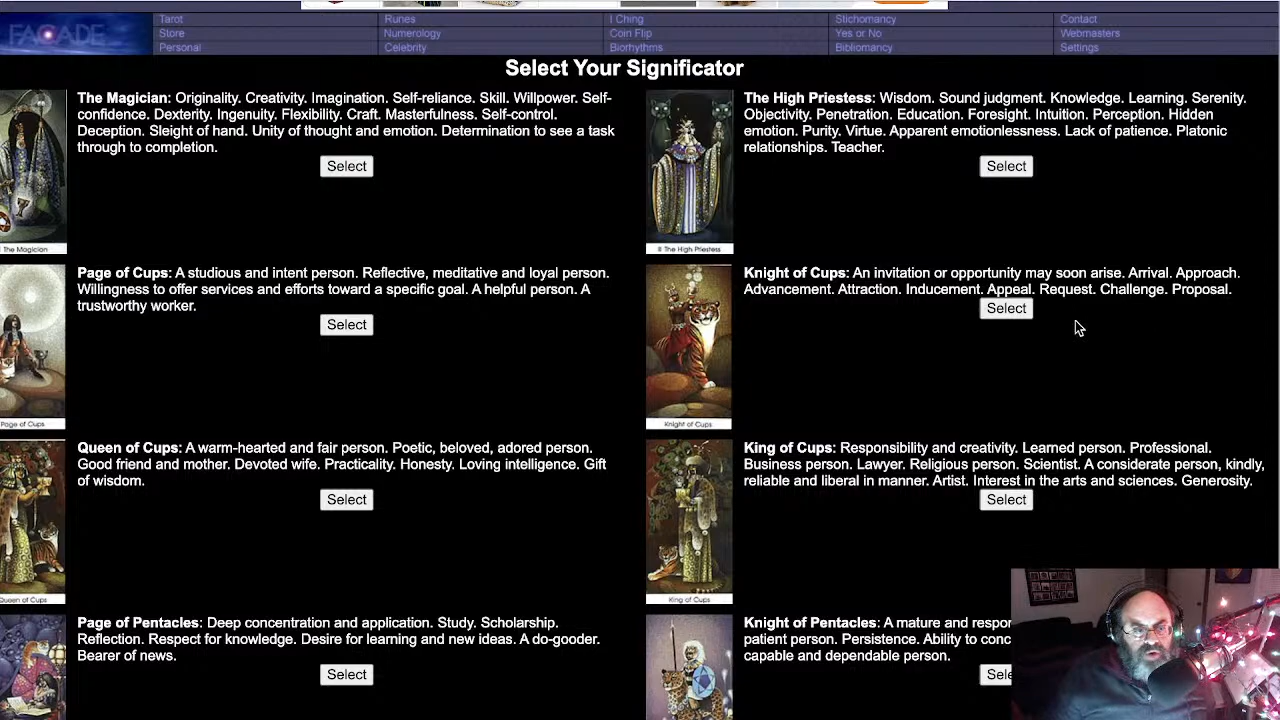 FACADE
Tarot
Runes
I Ching
Stichomancy
Contact
Store
Numerology
Coin Flip
Yes or No
Webmasters
Personal
Celebrity
Biorhythms
Bibliomancy
Settings
Select Your Significator
The Magician: Originality. Creativity. Imagination. Self-reliance. Skill. Willpower. Self-
confidence. Dexterity. Ingenuity. Flexibility. Craft. Masterfulness. Self-control.
Deception. Sleight of hand. Unity of thought and emotion. Determination to see a task
through to completion.
Select
The Magician
The High Priestess: Wisdom. Sound judgment. Knowledge. Learning. Serenity.
Objectivity. Penetration. Education. Foresight. Intuition. Perception. Hidden
emotion. Purity. Virtue. Apparent emotionlessness. Lack of patience. Platonic
relationships. Teacher.
Select
II The High Priestess
Page of Cups: A studious and intent person. Reflective, meditative and loyal person.
Willingness to offer services and efforts toward a specific goal. A helpful person. A
trustworthy worker.
Select
Page of Cups
Knight of Cups: An invitation or opportunity may soon arise. Arrival. Approach.
Advancement. Attraction. Inducement. Appeal. Request. Challenge. Proposal.
Select
Knight of Cups
Queen of Cups: A warm-hearted and fair person. Poetic, beloved, adored person.
Good friend and mother. Devoted wife. Practicality. Honesty. Loving intelligence. Gift
of wisdom.
Select
Queen of Cups
King of Cups: Responsibility and creativity. Learned person. Professional.
Business person. Lawyer. Religious person. Scientist. A considerate person, kindly,
reliable and liberal in manner. Artist. Interest in the arts and sciences. Generosity.
Select
King of Cups
Page of Pentacles: Deep concentration and application. Study. Scholarship.
Reflection. Respect for knowledge. Desire for learning and new ideas. A do-gooder.
Bearer of news.
Select
Knight of Pentacles: A mature and respor
patient person. Persistence. Ability to conc
capable and dependable person.
Sele